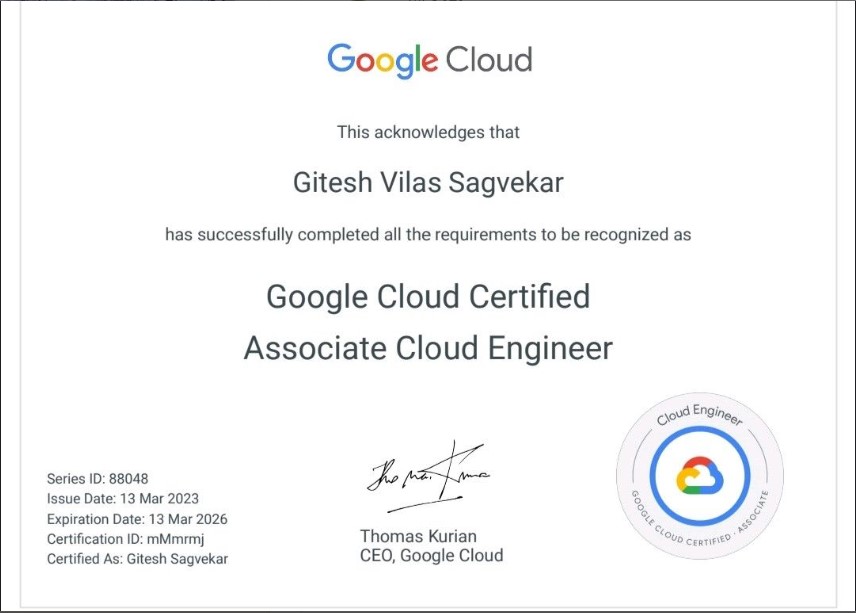 Google Cloud
This acknowledges that
Gitesh Vilas Sagvekar
has successfully completed all the requirements to be recognized as
Google Cloud Certified
Associate Cloud Engineer
Series ID: 88048
Issue Date: 13 Mar 2023
Expiration Date: 13 Mar 2026
Certification ID: mMmrmj
Certified As: Gitesh Sagvekar
Thomas Kurian
CEO, Google Cloud
Cloud Engineer
GOOGLE CLOUD CERTIFIED · ASSOCIATE